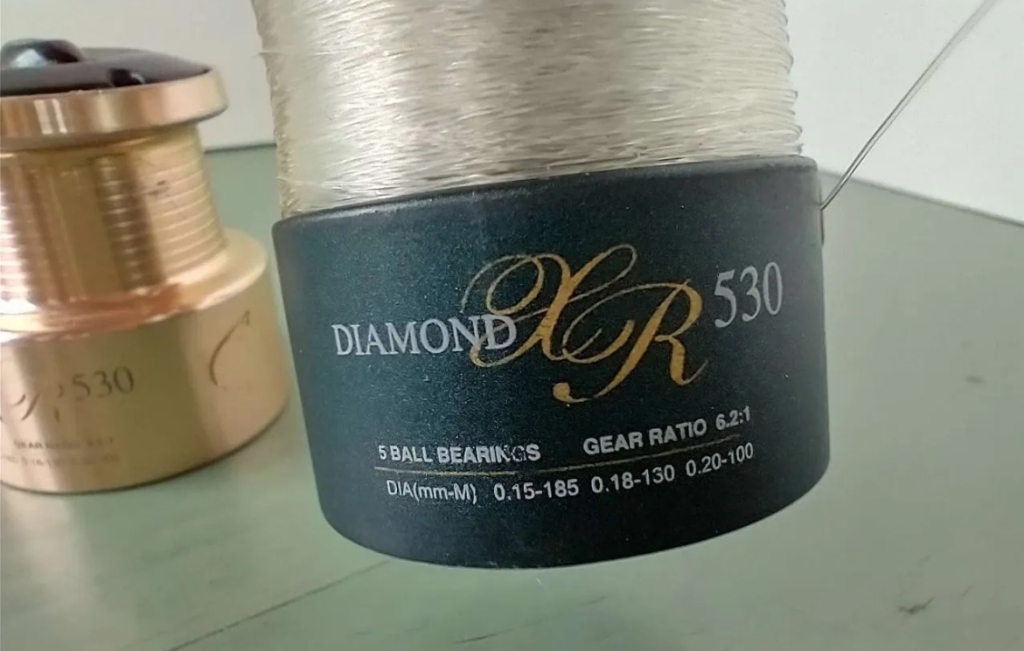 DIAMOND XR 530
5 BALL BEARINGS GEAR RATIO 6.2:1
DIA(mm-M) 0.15-185 0.18-130 0.20-100
R 530